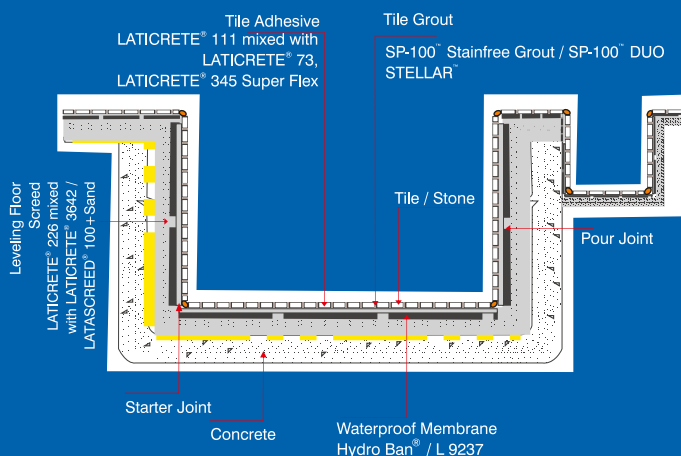 Tile Adhesive
LATICRETE® 111 mixed with
LATICRETE® 73,
LATICRETE® 345 Super Flex
Tile Grout
SP-100™ Stainfree Grout / SP-100™ DUO
STELLAR™
Leveling Floor
Screed
LATICRETE® 226 mixed
with LATICRETE® 3642 /
LATASCREED® 100+Sand
Tile / Stone
Pour Joint
Starter Joint
Concrete
Waterproof Membrane
Hydro Ban® / L 9237